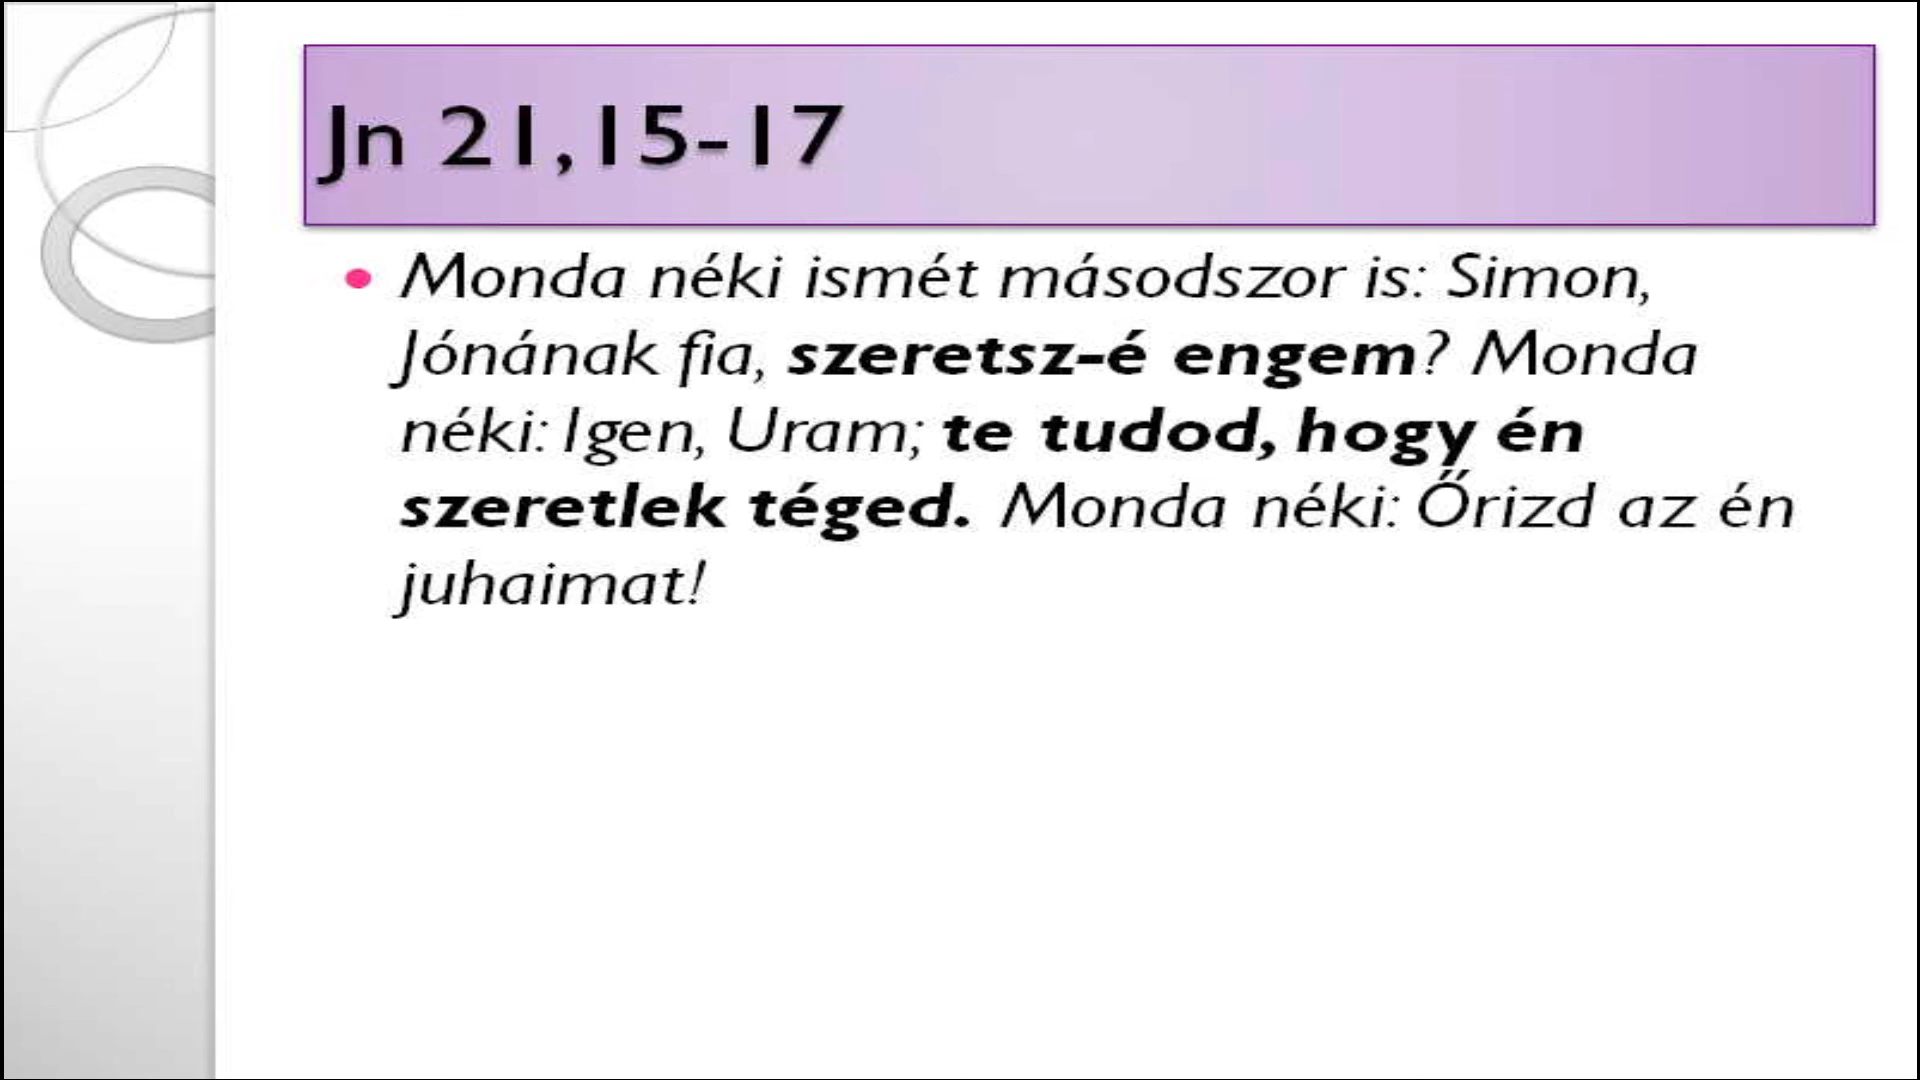 Jn 21,15-17
• Monda néki ismét másodszor is: Simon,
Jónának fia, szeretsz-é engem? Monda
néki: Igen, Uram; te tudod, hogy én
szeretlek téged. Monda néki: Őrizd az én
juhaimat!